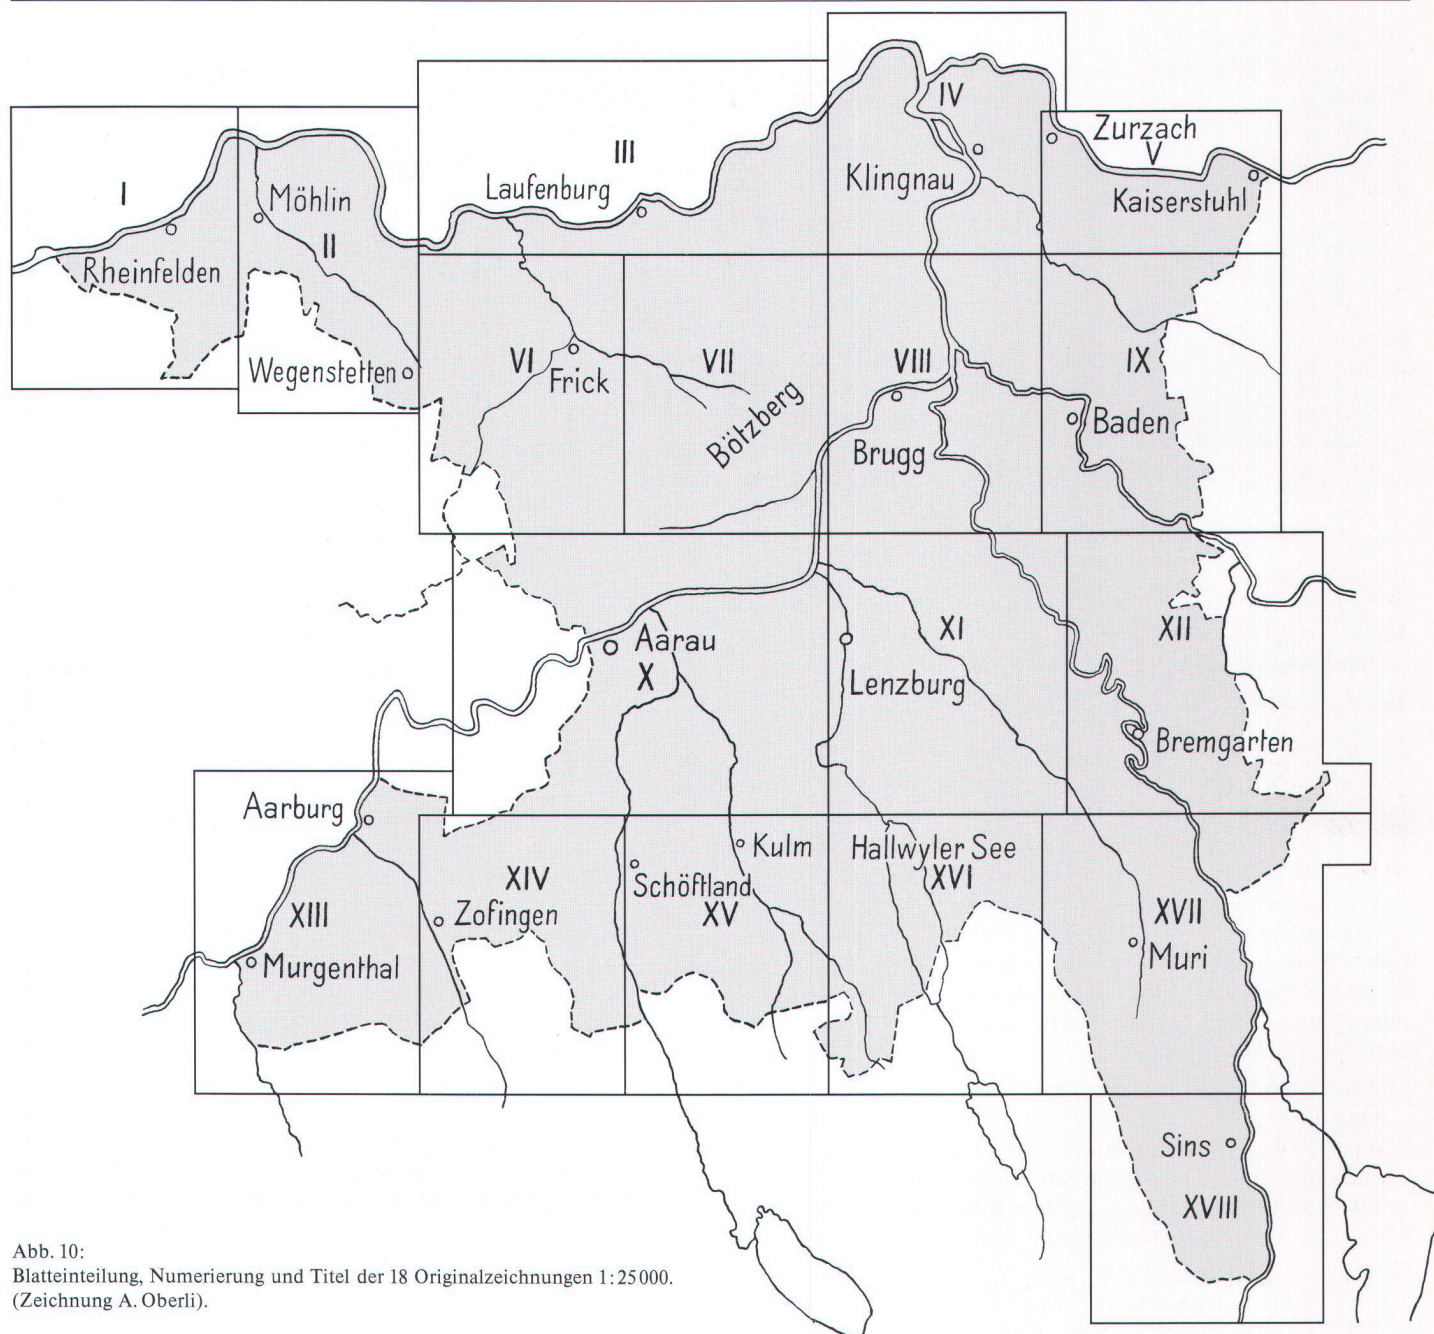 I
Rheinfelden
Möhlin
II
Wegenstetten
III
Laufenburg
IV
Klingnau
Zurzach
V
Kaiserstuhl
VI
Frick
VII
Bötzberg
VIII
Brugg
IX
Baden
Aarau
X
XI
Lenzburg
XII
Bremgarten
Aarburg
XIII
Murgenthal
XIV
Zofingen
Kulm
Schöftland
XV
Hallwyler See
XVI
XVII
Muri
Sins
XVIII
Abb. 10:
Blatteinteilung, Numerierung und Titel der 18 Originalzeichnungen 1:25000.
(Zeichnung A. Oberli).